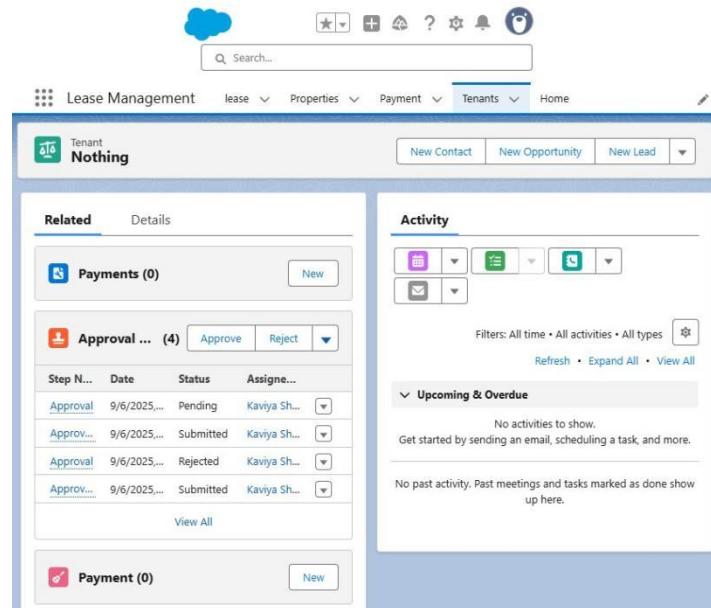 Search...
Lease Management lease Properties Payment Tenants Home
Tenant
Nothing
New Contact New Opportunity New Lead
Related Details
Payments (0) New
Approval ... (4) Approve Reject
Step N... Date Status Assigne...
Approval 9/6/2025,... Pending Kaviya Sh...
Approv... 9/6/2025,... Submitted Kaviya Sh...
Approval 9/6/2025,... Rejected Kaviya Sh...
Approv... 9/6/2025,... Submitted Kaviya Sh...
View All
Payment (0) New
Activity
Filters: All time • All activities • All types
Refresh • Expand All • View All
Upcoming & Overdue
No activities to show.
Get started by sending an email, scheduling a task, and more.
No past activity. Past meetings and tasks marked as done show
up here.